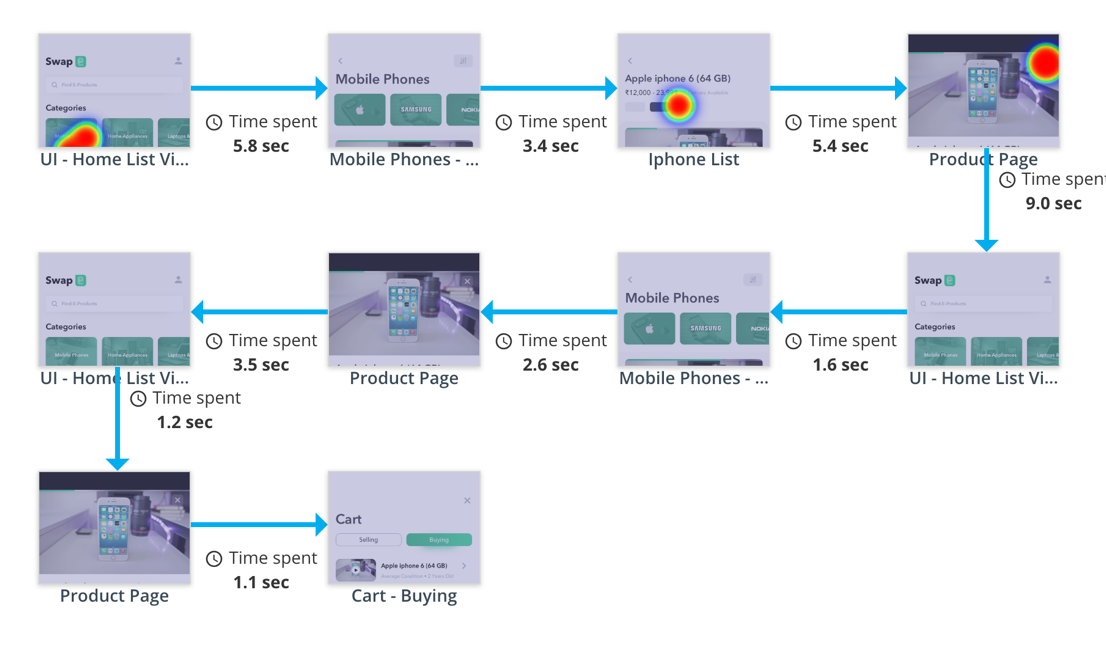 Swap e
Find E-Products
Categories
Home Appliances
Laptops &
UI - Home List Vi...
Time spent
5.8 sec
Mobile Phones
SAMSUNG
NOKIA
Mobile Phones - ...
Time spent
3.4 sec
Apple iphone 6 (64 GB)
₹12,000 - 23,
Available
Iphone List
Time spent
5.4 sec
Product Page
Time spent
9.0 sec
Swap e
Find E-Products
Categories
Mobile Phones
Home Appliances
Laptops &
UI - Home List Vi...
Time spent
3.5 sec
Product Page
Time spent
2.6 sec
Mobile Phones
SAMSUNG
NOKIA
Mobile Phones - ...
Time spent
1.6 sec
Swap e
Find E-Products
Categories
Mobile Phones
Home Appliances
Laptops &
UI - Home List Vi...
Time spent
1.2 sec
Product Page
Time spent
1.1 sec
Cart
Selling
Buying
Apple iphone 6 (64 GB)
Average Condition 4-2 Years Old
Cart - Buying